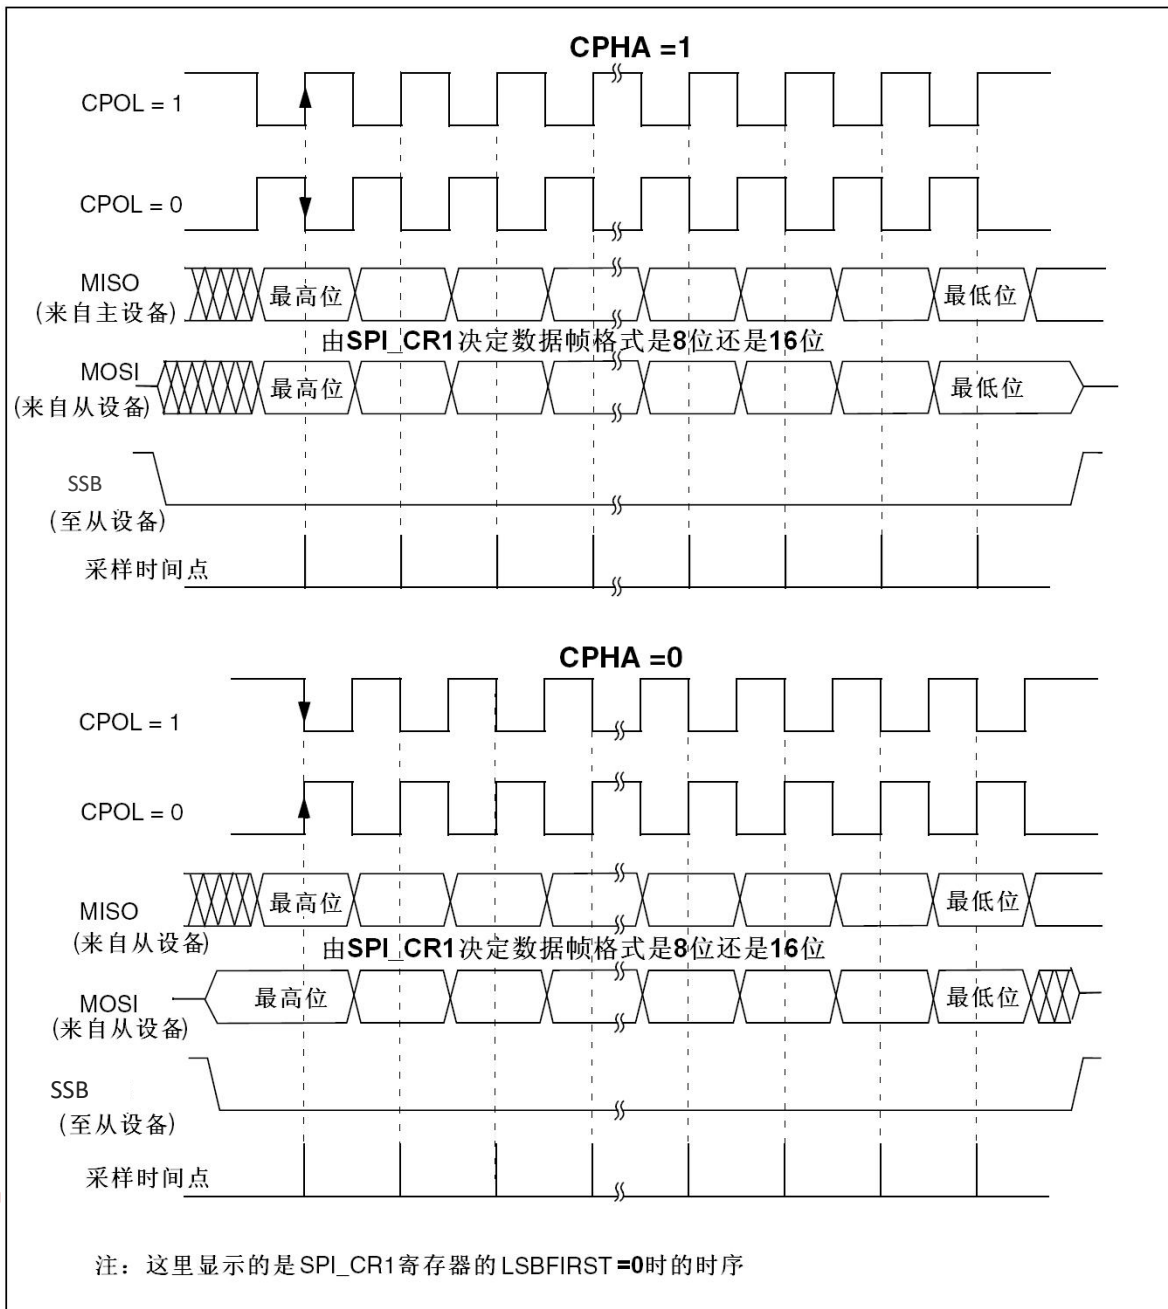 CPHA =1
CPOL = 1
CPOL = 0
MISO
(来自主设备)
最高位
最低位
由SPI_CR1决定数据帧格式是8位还是16位
MOSI
(来自从设备)
最高位
最低位
SSB
(至从设备)
采样时间点
CPHA =0
CPOL = 1
CPOL = 0
MISO
(来自从设备)
最高位
最低位
由SPI_CR1决定数据帧格式是8位还是16位
MOSI
(来自从设备)
最高位
最低位
SSB
(至从设备)
采样时间点
注：这里显示的是SPI_CR1寄存器的LSBFIRST=0时的时序